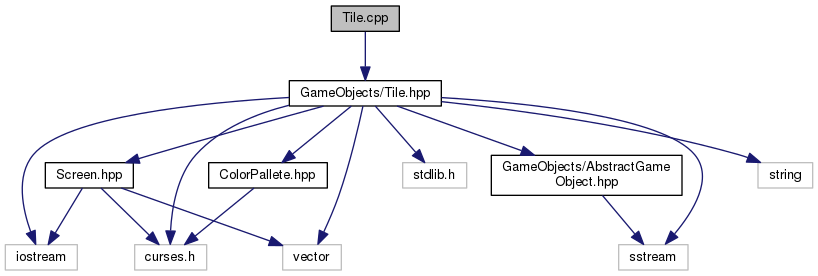 Tile.cpp
GameObjects/Tile.hpp
Screen.hpp
ColorPallete.hpp
stdlib.h
GameObjects/AbstractGame
Object.hpp
string
iostream
curses.h
vector
sstream